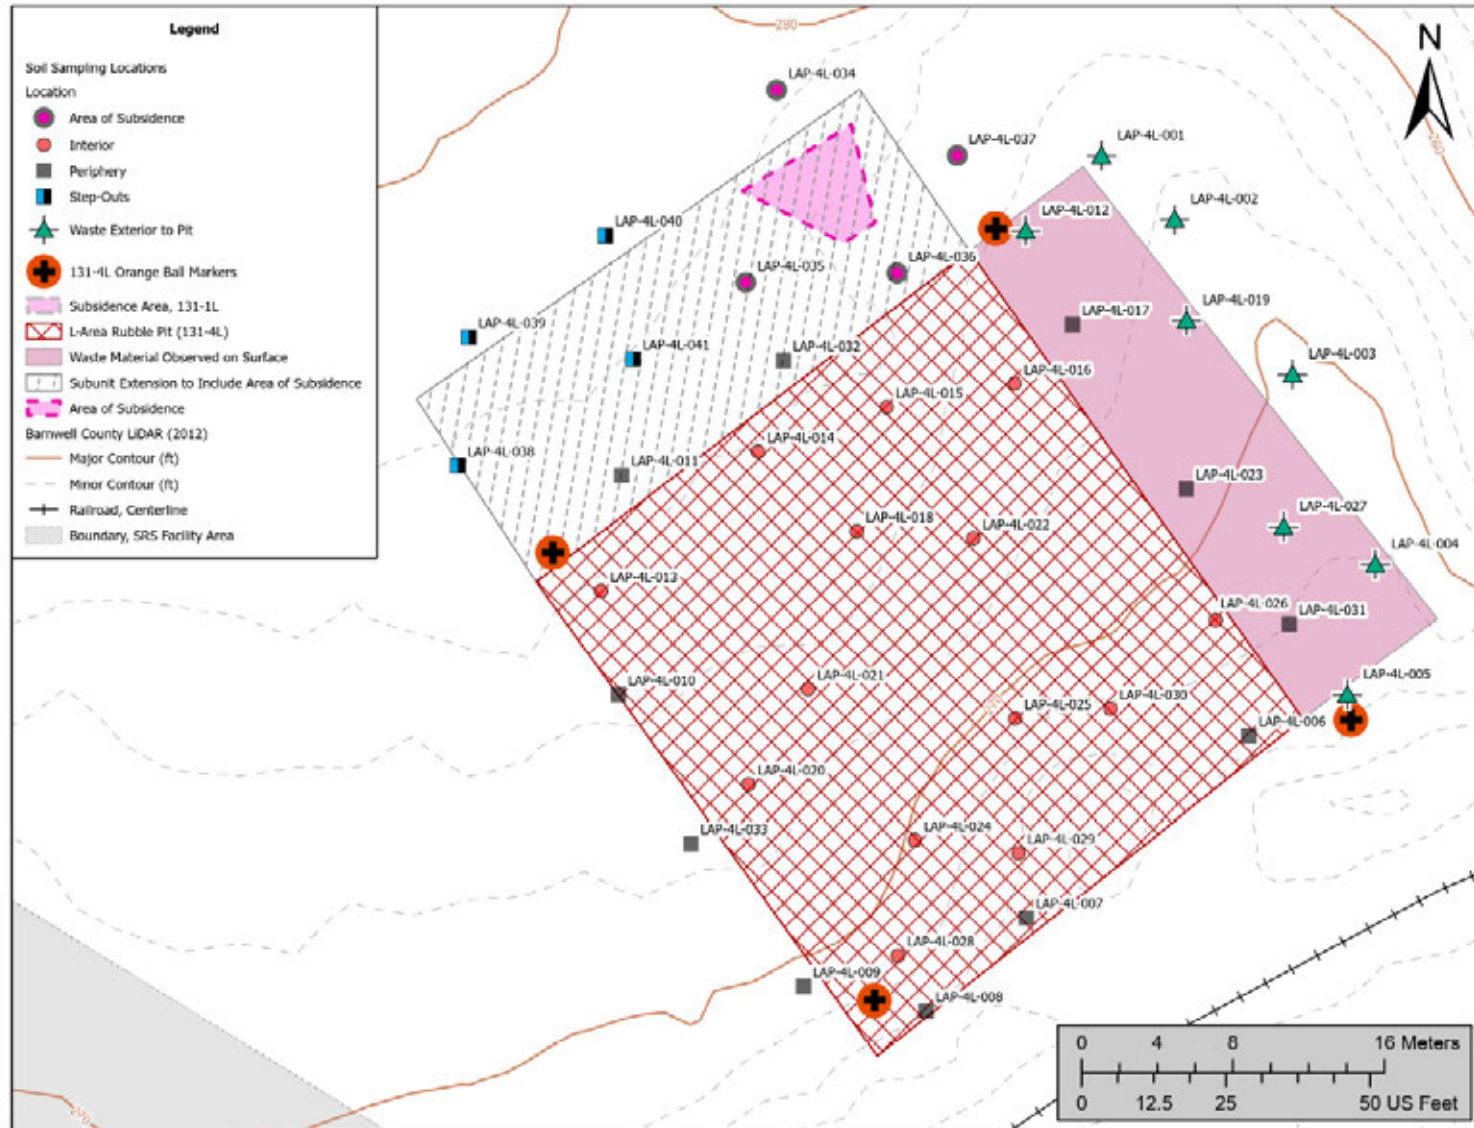 Legend
Soil Sampling Locations
Location
Area of Subsidence
Interior
Periphery
Step-Outs
Waste Exterior to Pit
131-4L Orange Ball Markers
Subsidence Area, 131-1L
L-Area Rubble Pit (131-4L)
Waste Material Observed on Surface
Subunit Extension to Include Area of Subsidence
Area of Subsidence
Barnwell County LiDAR (2012)
Major Contour (ft)
Minor Contour (ft)
Railroad, Centerline
Boundary, SRS Facility Area
280
N
LAP-4L-034
LAP-4L-037
LAP-4L-001
260
LAP-4L-012
LAP-4L-002
LAP-4L-040
LAP-4L-035
LAP-4L-036
LAP-4L-017
LAP-4L-019
LAP-4L-039
LAP-4L-041
LAP-4L-032
LAP-4L-016
LAP-4L-003
LAP-4L-015
LAP-4L-038
LAP-4L-011
LAP-4L-014
LAP-4L-023
LAP-4L-018
LAP-4L-022
LAP-4L-027
LAP-4L-004
LAP-4L-013
LAP-4L-026
LAP-4L-031
LAP-4L-010
LAP-4L-021
LAP-4L-025
LAP-4L-030
LAP-4L-005
270
LAP-4L-006
LAP-4L-020
LAP-4L-033
LAP-4L-024
LAP-4L-029
LAP-4L-007
LAP-4L-028
LAP-4L-009
LAP-4L-008
0 4 8 16 Meters
0 12.5 25 50 US Feet
270